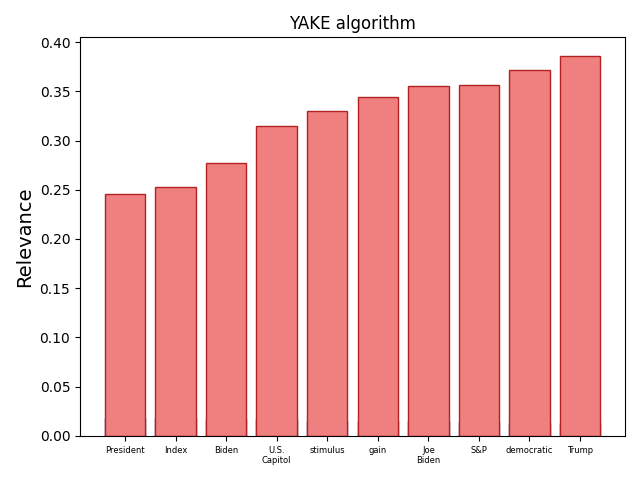 YAKE algorithm
Relevance
0.40
0.35
0.30
0.25
0.20
0.15
0.10
0.05
0.00
President
Index
Biden
U.S.
Capitol
stimulus
gain
Joe
Biden
S&P
democratic
Trump